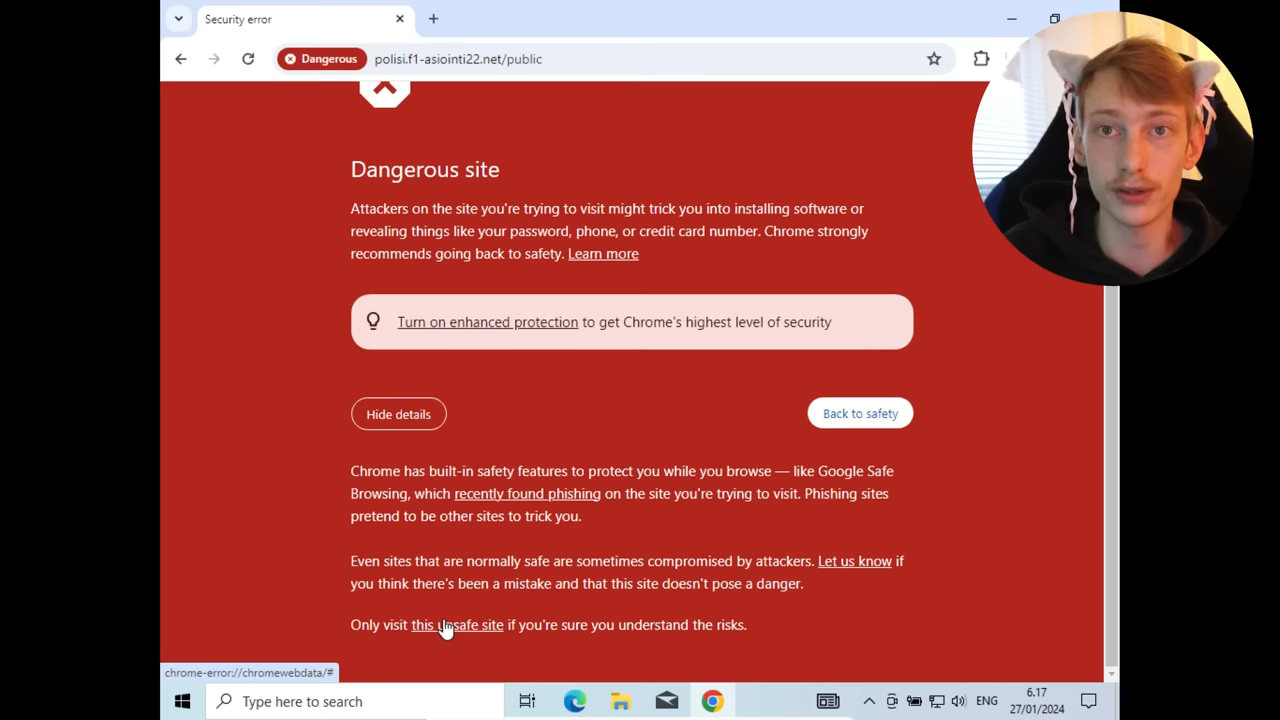 Security error
Dangerous
polisi.f1-asiointi22.net/public
Dangerous site
Attackers on the site you're trying to visit might trick you into installing software or
revealing things like your password, phone, or credit card number. Chrome strongly
recommends going back to safety. Learn more
Turn on enhanced protection to get Chrome's highest level of security
Hide details
Back to safety
Chrome has built-in safety features to protect you while you browse — like Google Safe
Browsing, which recently found phishing on the site you're trying to visit. Phishing sites
pretend to be other sites to trick you.
Even sites that are normally safe are sometimes compromised by attackers. Let us know if
you think there's been a mistake and that this site doesn't pose a danger.
Only visit this unsafe site if you're sure you understand the risks.
chrome-error://chromewebdata/#
Type here to search
ENG
6.17
27/01/2024